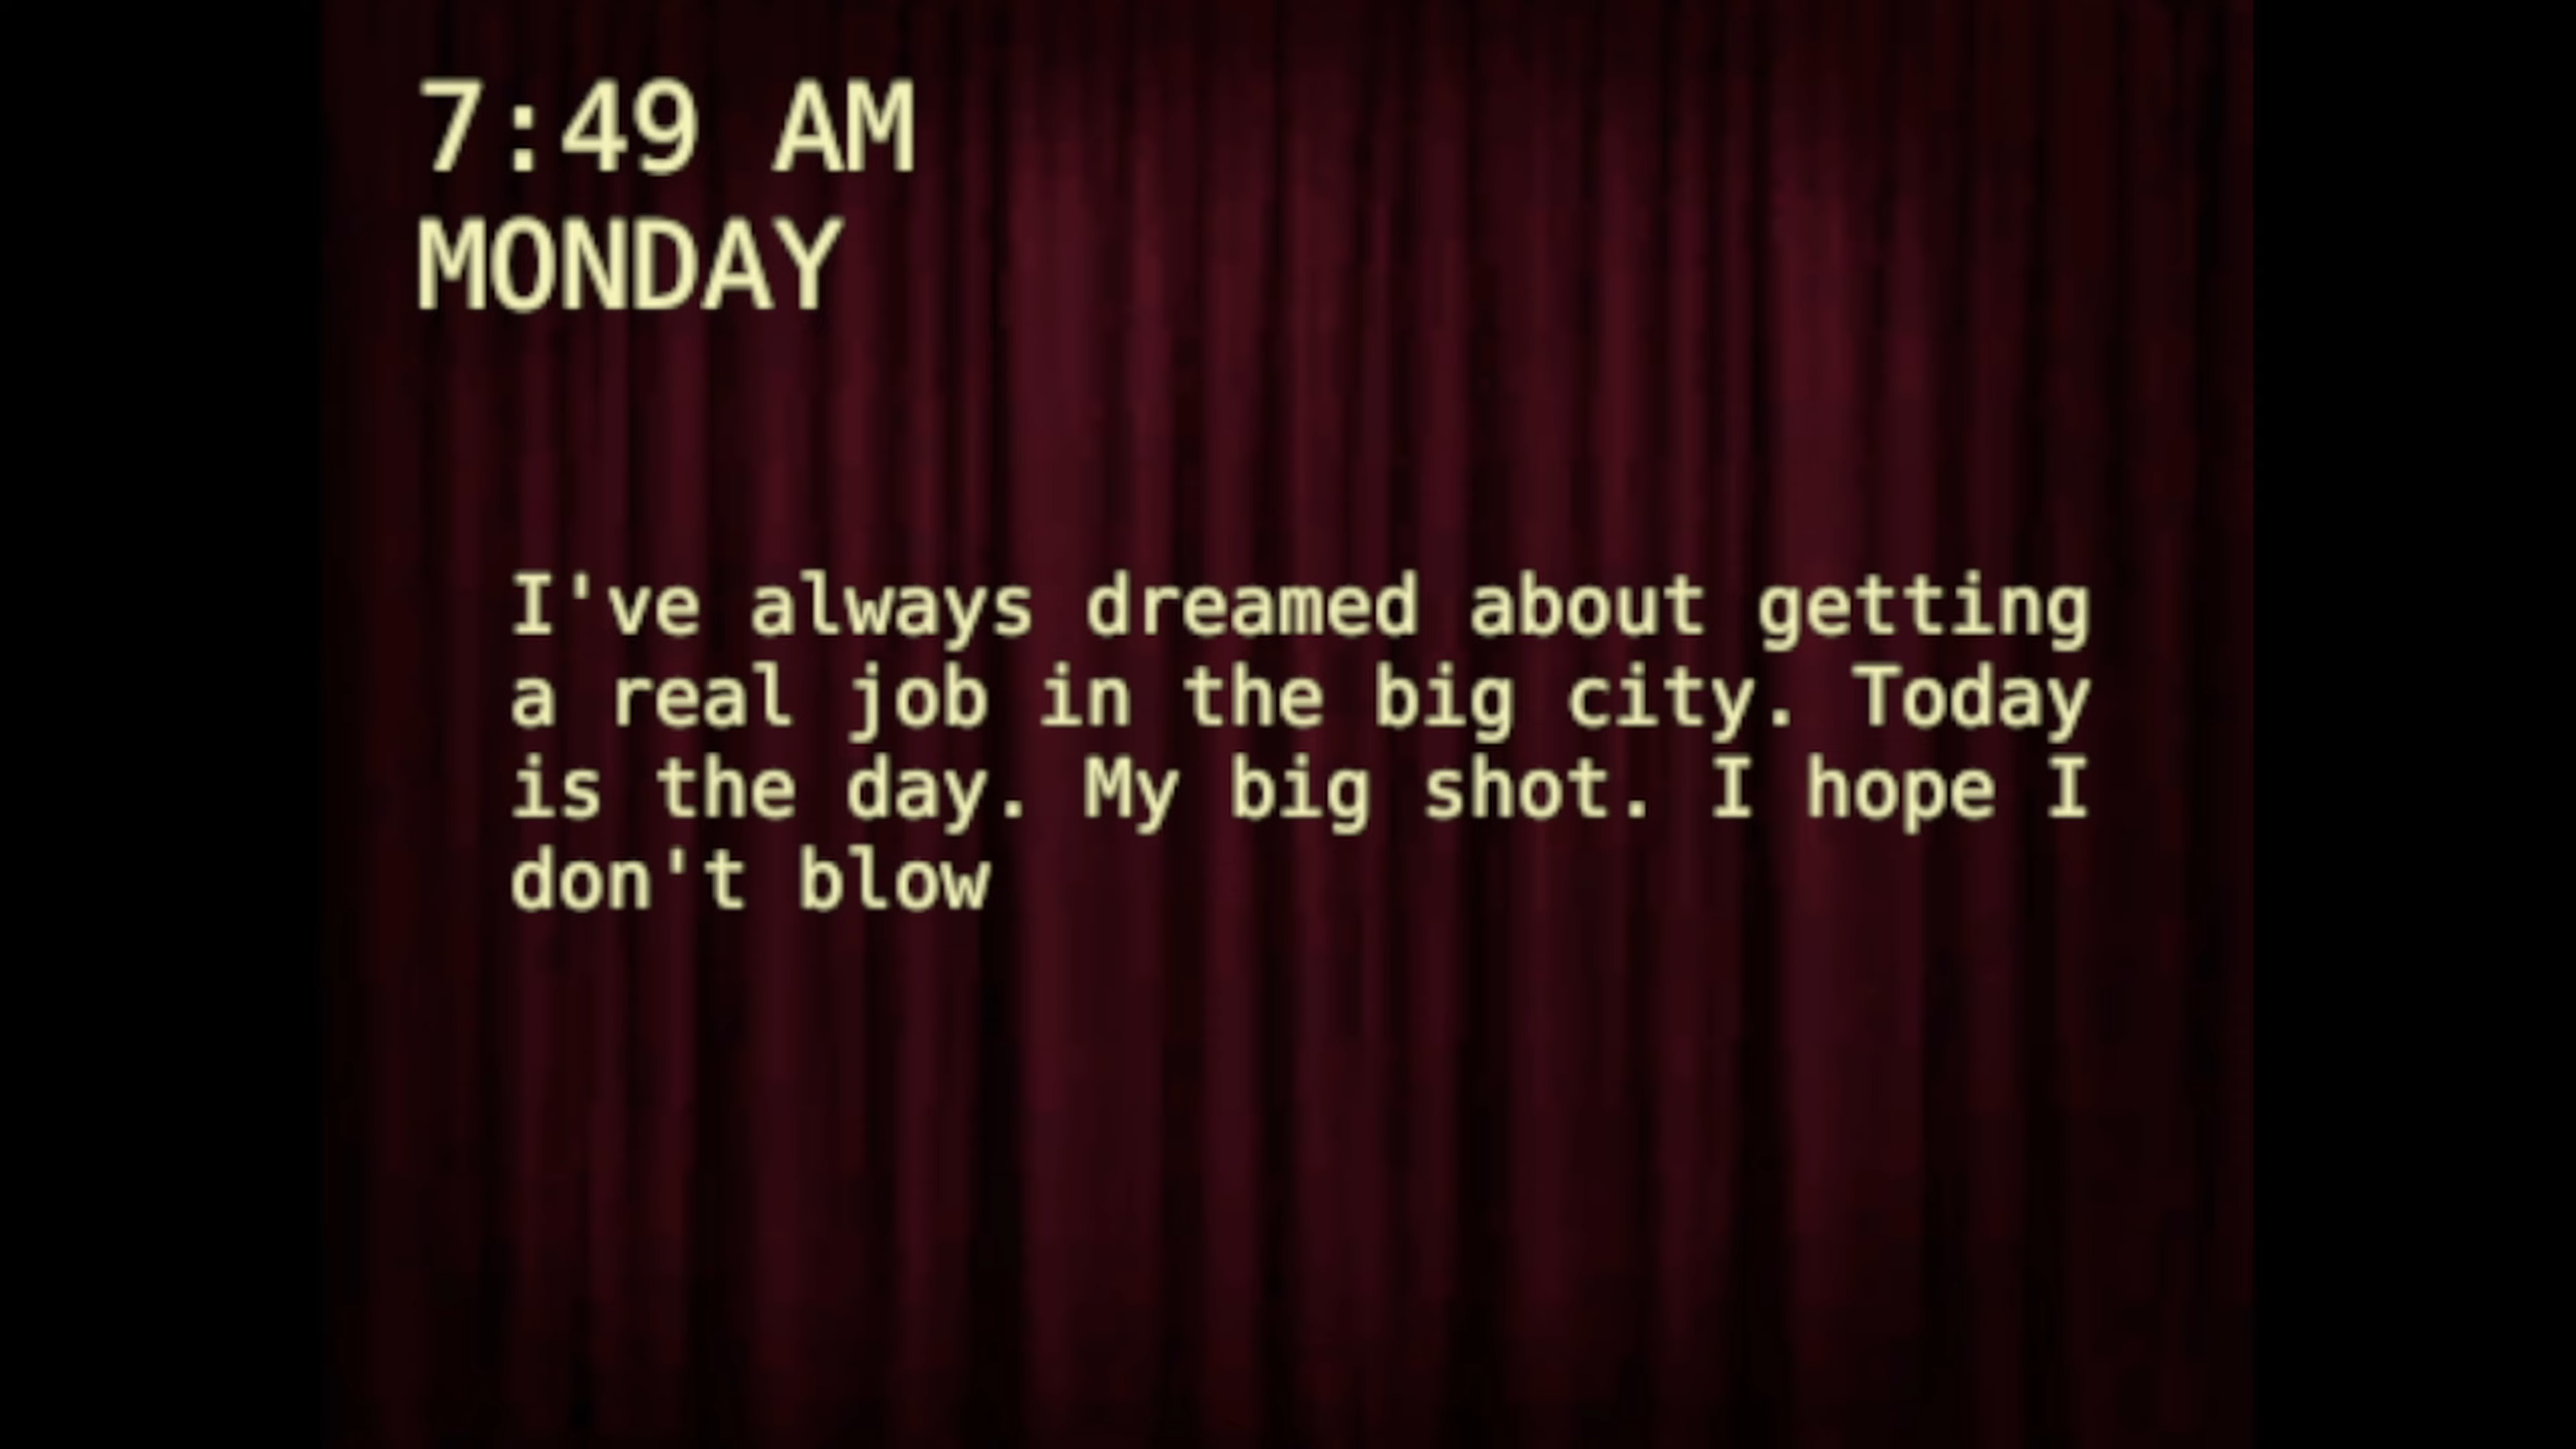 7:49 AM
MONDAY
I've always dreamed about getting
a real job in the big city. Today
is the day. My big shot. I hope I
don't blow